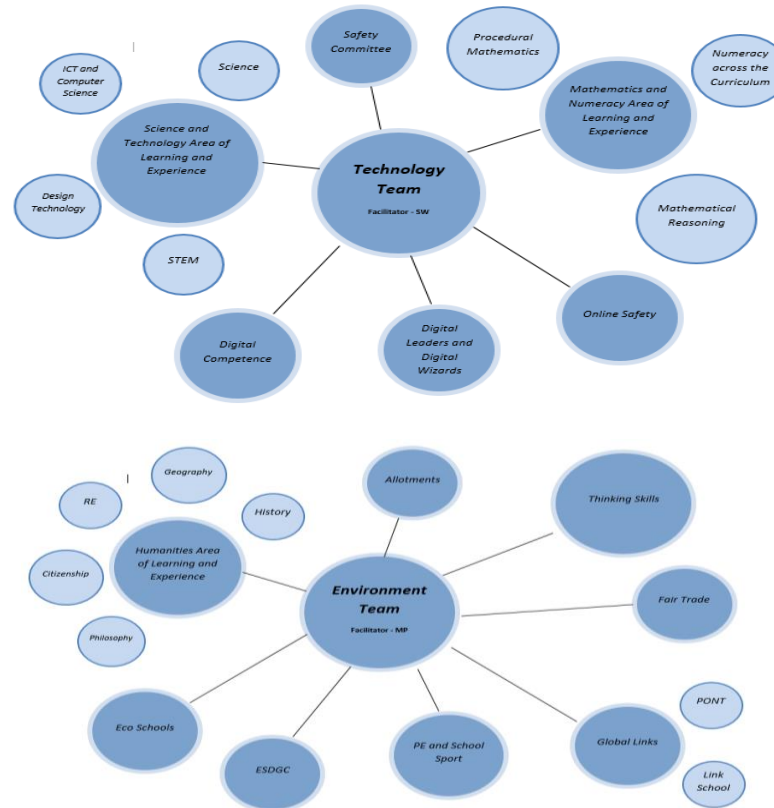 Safety
Committee
Procedural
Mathematics
ICT and
Computer
Science
Science
Numeracy
across the
Curriculum
Mathematics and
Numeracy Area of
Learning and
Experience
Science and
Technology Area of
Learning and
Experience
Technology
Team
Facilitator - SW
Design
Technology
Mathematical
Reasoning
STEM
Online Safety
Digital
Competence
Digital
Leaders and
Digital
Wizards
Geography
Allotments
RE
History
Thinking Skills
Humanities Area
of Learning and
Experience
Citizenship
Environment
Team
Facilitator - MP
Fair Trade
Philosophy
PONT
Eco Schools
Global Links
PE and School
Sport
ESDGC
Link
School